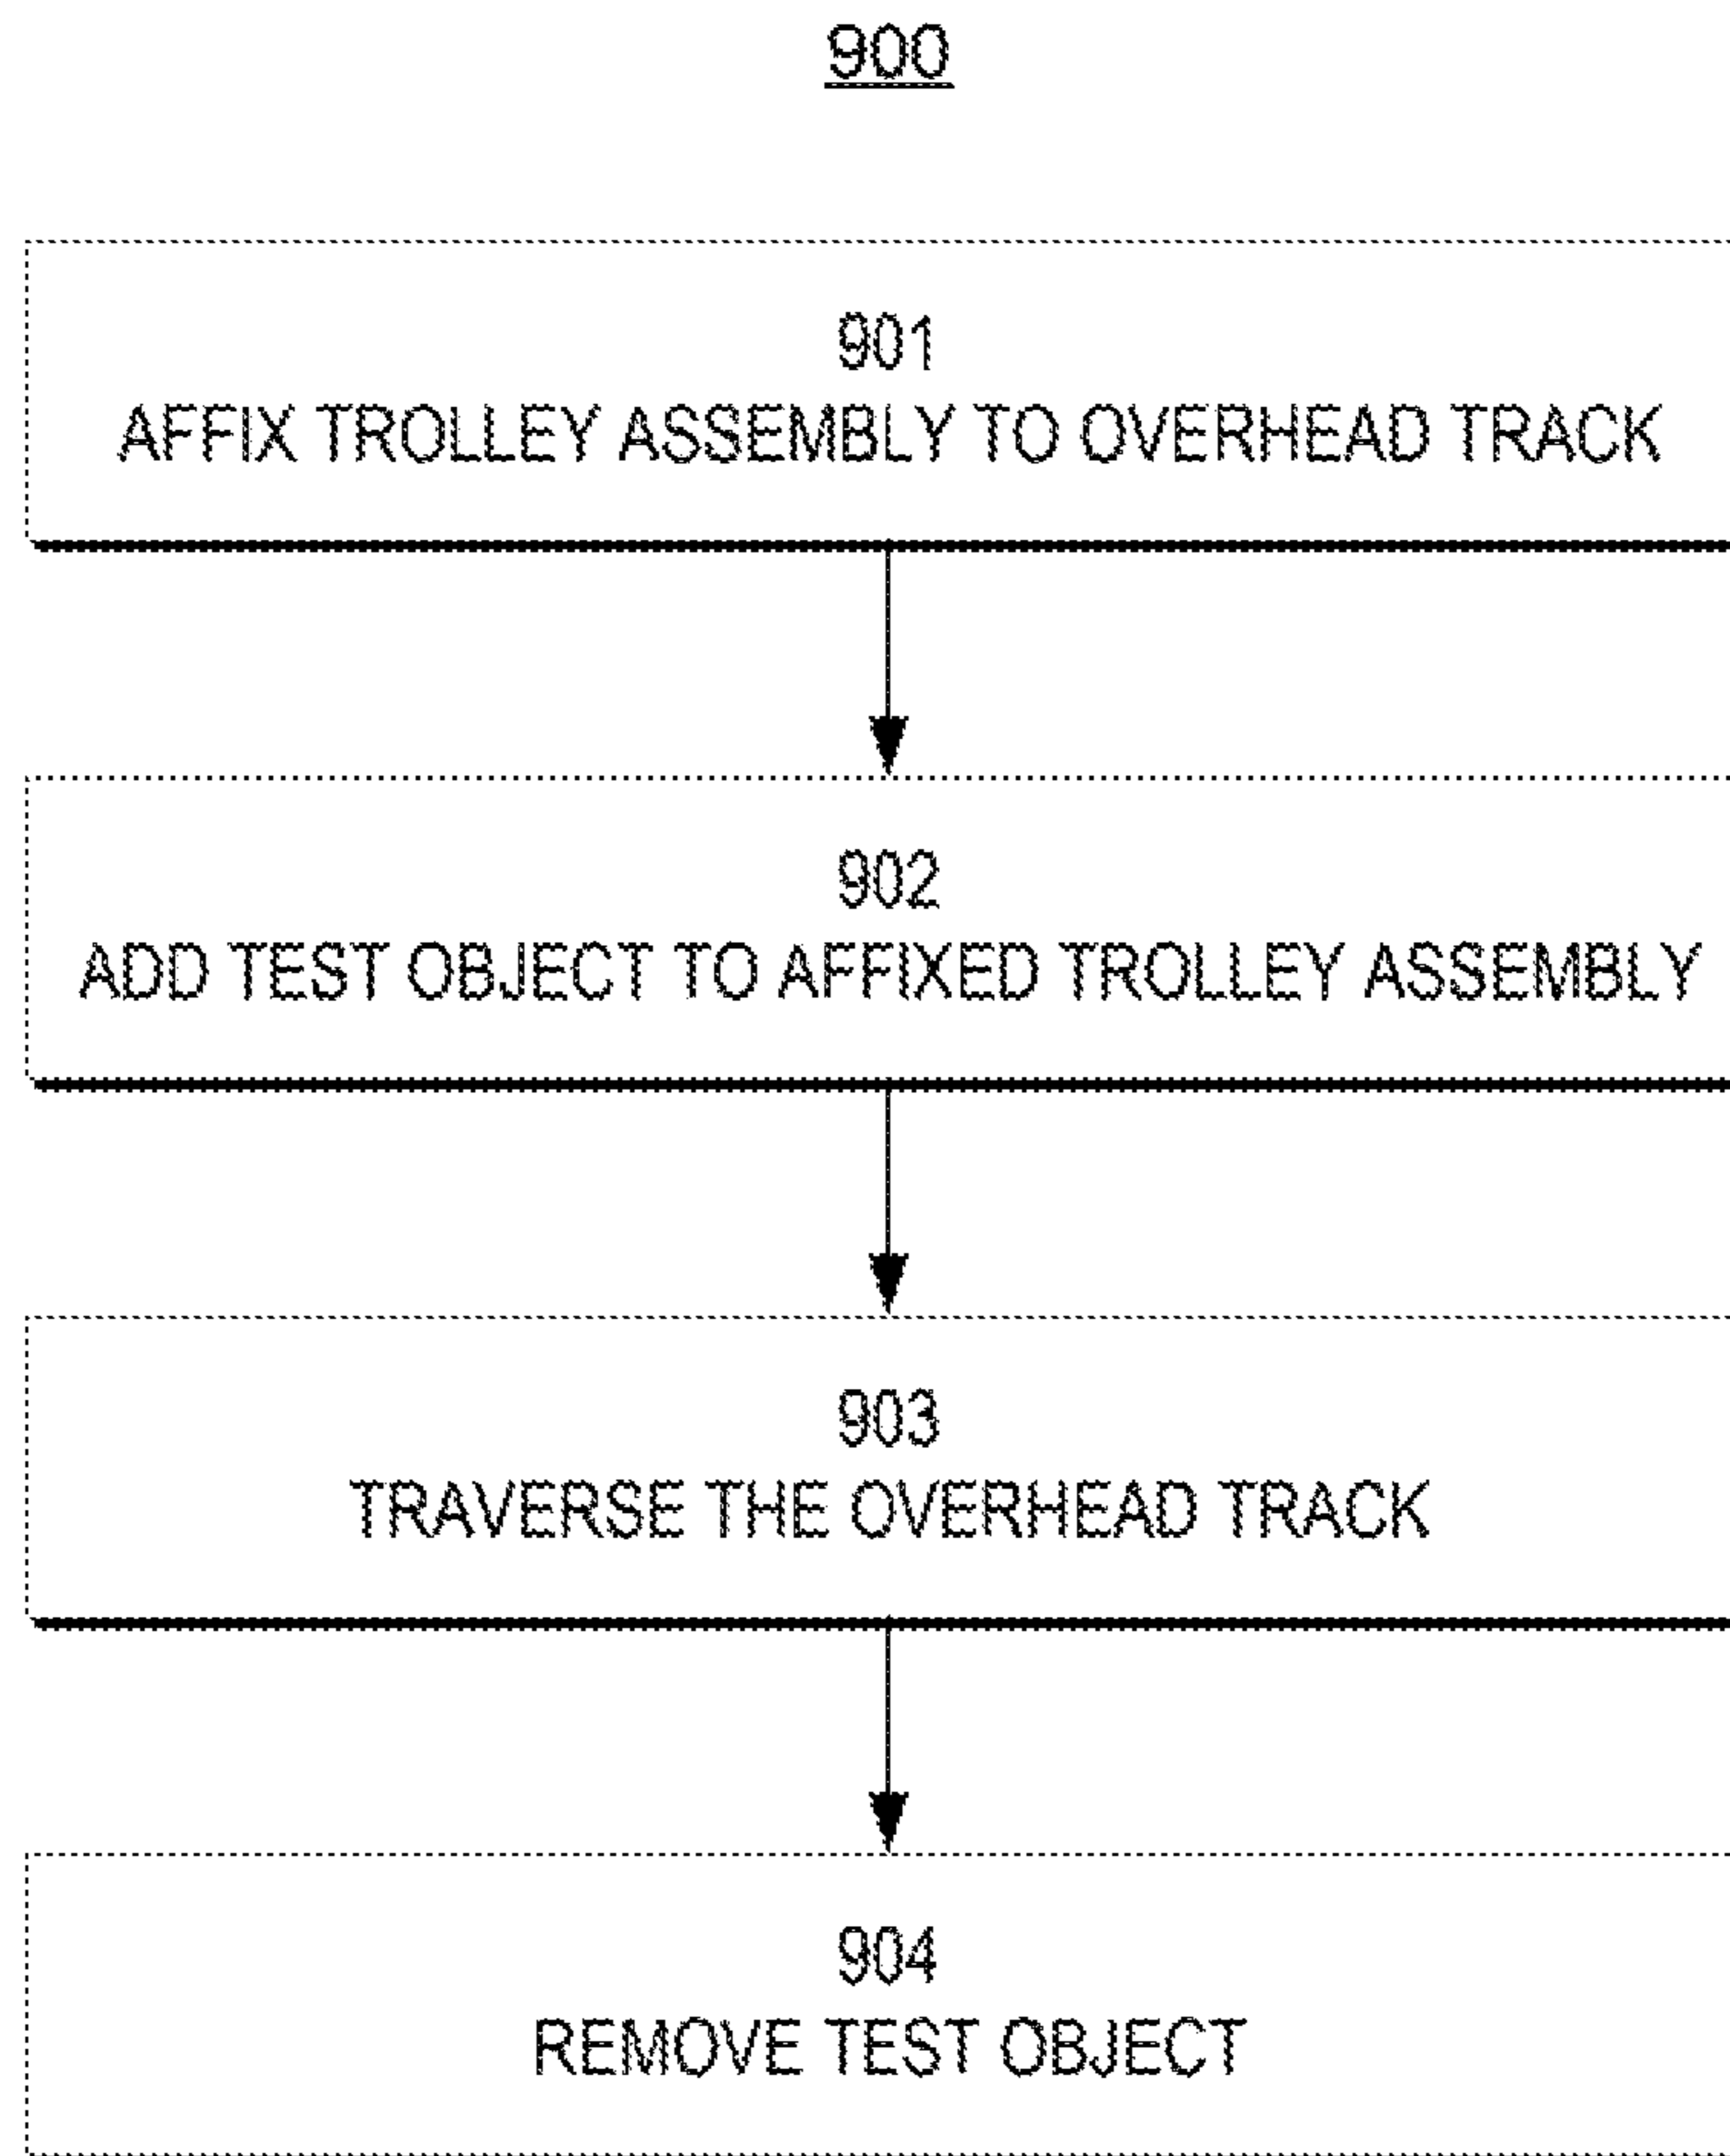 900
901
AFFIX TROLLEY ASSEMBLY TO OVERHEAD TRACK
902
ADD TEST OBJECT TO AFFIXED TROLLEY ASSEMBLY
903
TRAVERSE THE OVERHEAD TRACK
904
REMOVE TEST OBJECT